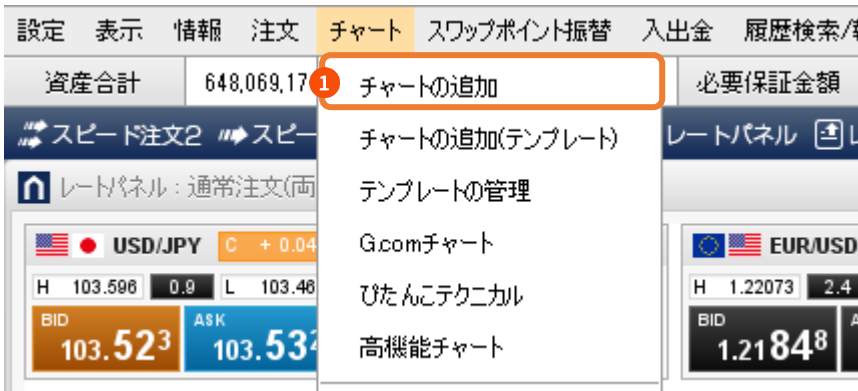 設定 表示 情報 注文 チャート スワップポイント振替 入出金 履歴検索/
資産合計 648,069,17 必要保証金額
1 チャートの追加
チャートの追加(テンプレート)
テンプレートの管理
G.comチャート
ぴたんこテクニカル
高機能チャート
スピード注文2 スピー レートパネル
レートパネル：通常注文(両
USD/JPY C + 0.04
H 103.596 0.9 L 103.46
BID 103.523 ASK 103.532
EUR/USD
H 1.22073 2.4
BID 1.21848